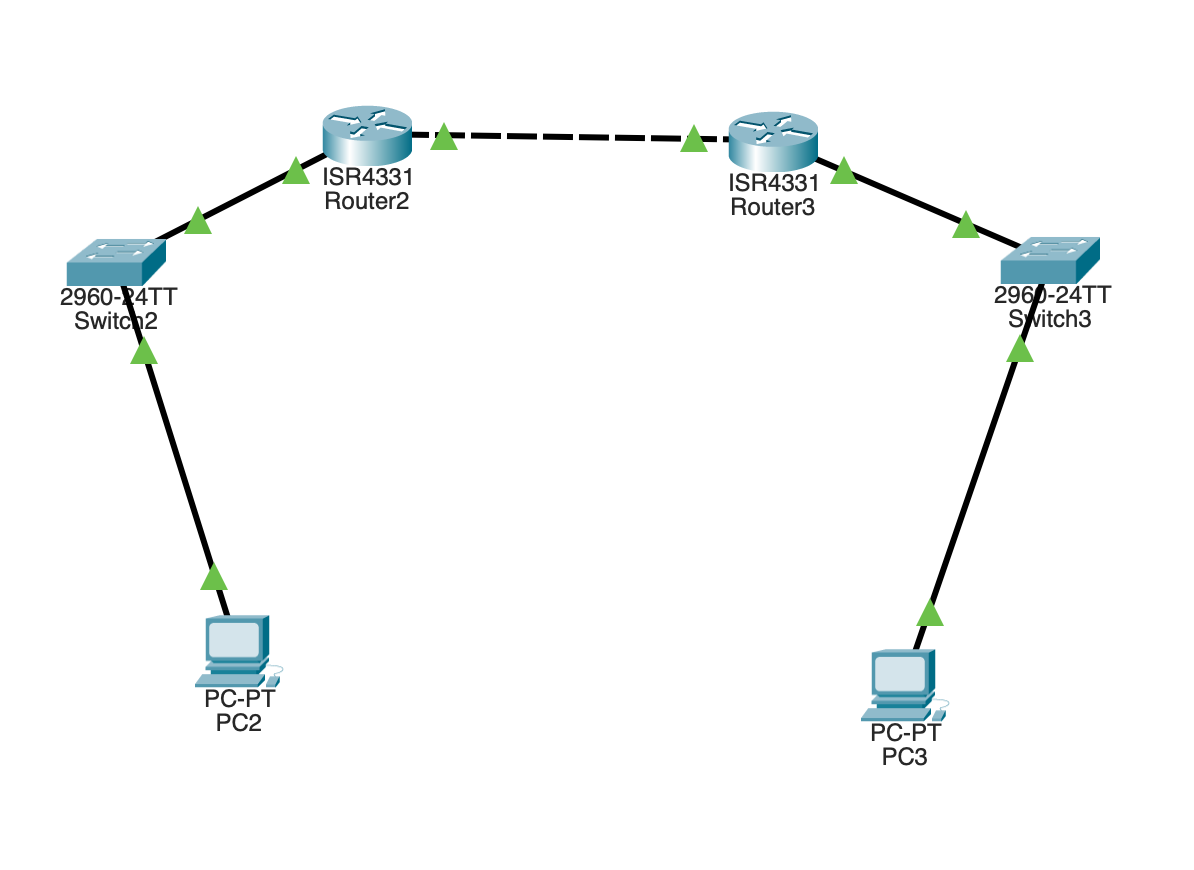 ISR4331
Router2
ISR4331
Router3
2960-24TT
Switch2
2960-24TT
Switch3
PC-PT
PC2
PC-PT
PC3